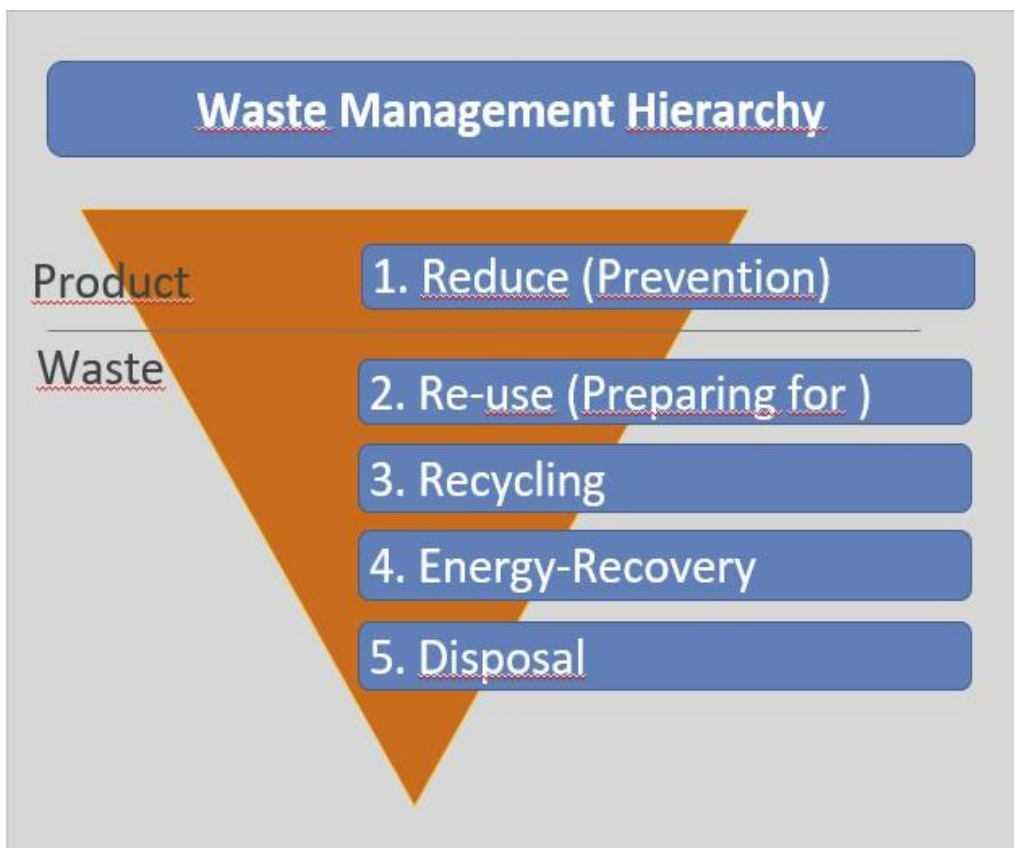 Waste Management Hierarchy
Product
1. Reduce (Prevention)
Waste
2. Re-use (Preparing for )
3. Recycling
4. Energy-Recovery
5. Disposal